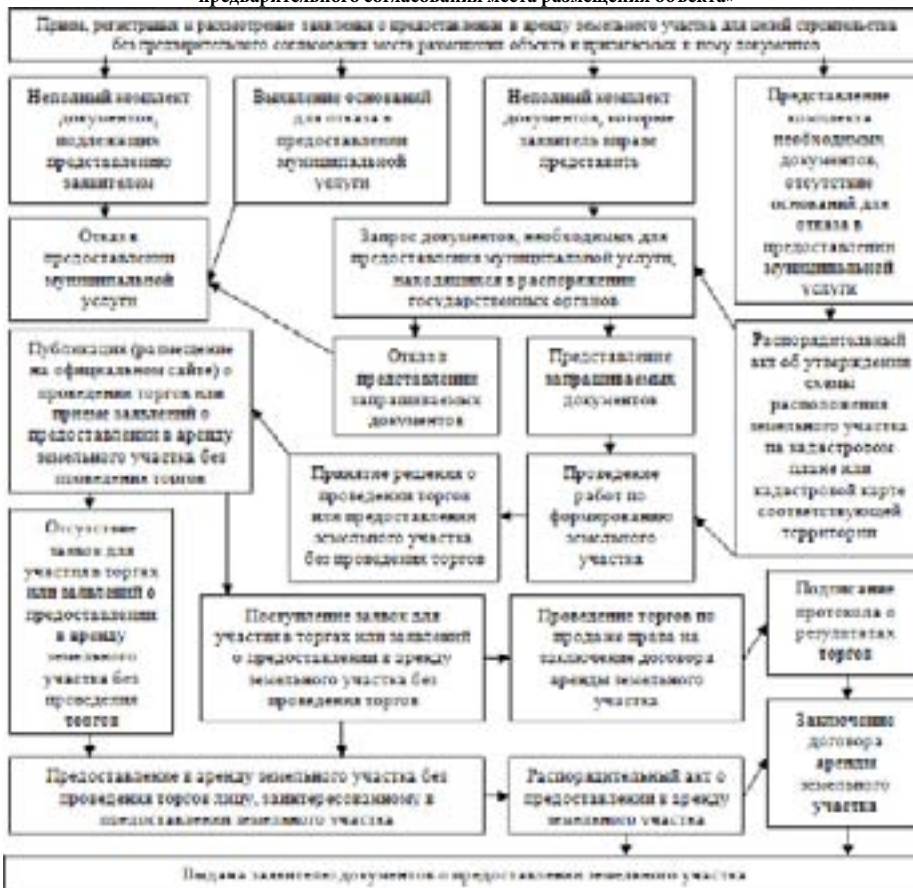 предварительного согласования места размещения объекта»
Прием, регистрация и рассмотрение заявления о предоставлении в аренду земельного участка для целей строительства
без предварительного согласования места размещения объекта и прилагаемых к нему документов
Неполный комплект
документов,
подлежащих
представлению
заявителем
Выявление оснований
для отказа в
предоставлении
муниципальной
услуги
Неполный комплект
документов, которые
заявитель вправе
представить
Представление
комплекта
необходимых
документов,
отсутствие
оснований для
отказа в
предоставлении
муниципальной
услуги
Отказ в
предоставлении
муниципальной
услуги
Запрос документов, необходимых для
предоставления муниципальной услуги,
находящихся в распоряжении
государственных органов
Публикация (размещение
на официальном сайте) о
проведении торгов или
приеме заявлений о
предоставлении в аренду
земельного участка без
проведения торгов
Отказ в
представлении
запрашиваемых
документов
Представление
запрашиваемых
документов
Распорядительный
акт об утверждении
схемы
расположения
земельного участка
на кадастровом
плане или
кадастровой карте
соответствующей
территории
Принятие решения о
проведении торгов
или предоставлении
земельного участка
без проведения торгов
Проведение
работ по
формированию
земельного
участка
Отсутствие
заявок для
участия в торгах
или заявлений о
предоставлении
в аренду
земельного
участка без
проведения
торгов
Поступление заявок для
участия в торгах или заявлений
о предоставлении в аренду
земельного участка без
проведения торгов
Проведение торгов по
продаже права на
заключение договора
аренды земельного
участка
Подписание
протокола о
результатах
торгов
Предоставление в аренду земельного участка без
проведения торгов лицу, заинтересованному в
предоставлении земельного участка
Распорядительный акт о
предоставлении в аренду
земельного участка
Заключение
договора
аренды
земельного
участка
Выдача заявителю документов о предоставлении земельного участка